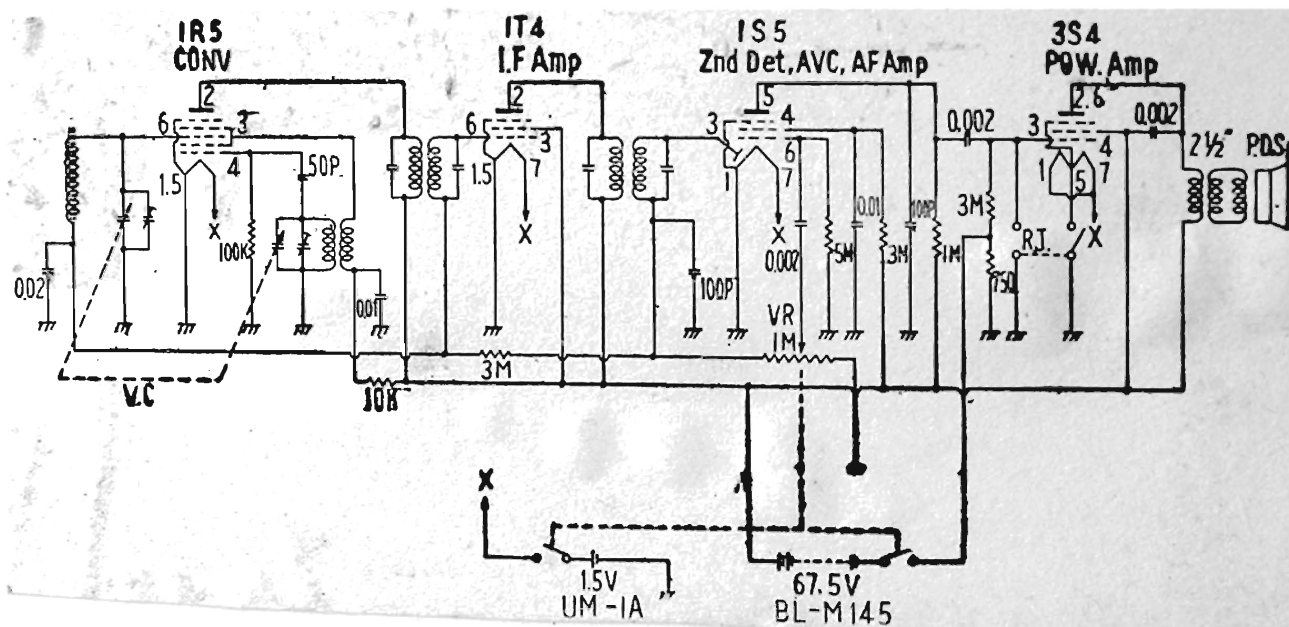 1R5
CONV
1T4
I.F Amp
1S5
2nd Det, AVC, AF Amp
3S4
POW. Amp
2
6
3
4
1.5
X
50P
100K
0.02
0.01
V.C
10K
2
6
3
1.5
7
X
3M
5
3
4
6
1
7
X
100P
0.002
5M
0.01
3M
100P
1M
VR
1M
0.002
2.6
3
4
1
5
7
X
0.002
3M
750
R.J.
2 1/2"
P.D.S
X
1.5V
UM-1A
67.5V
BL-M145